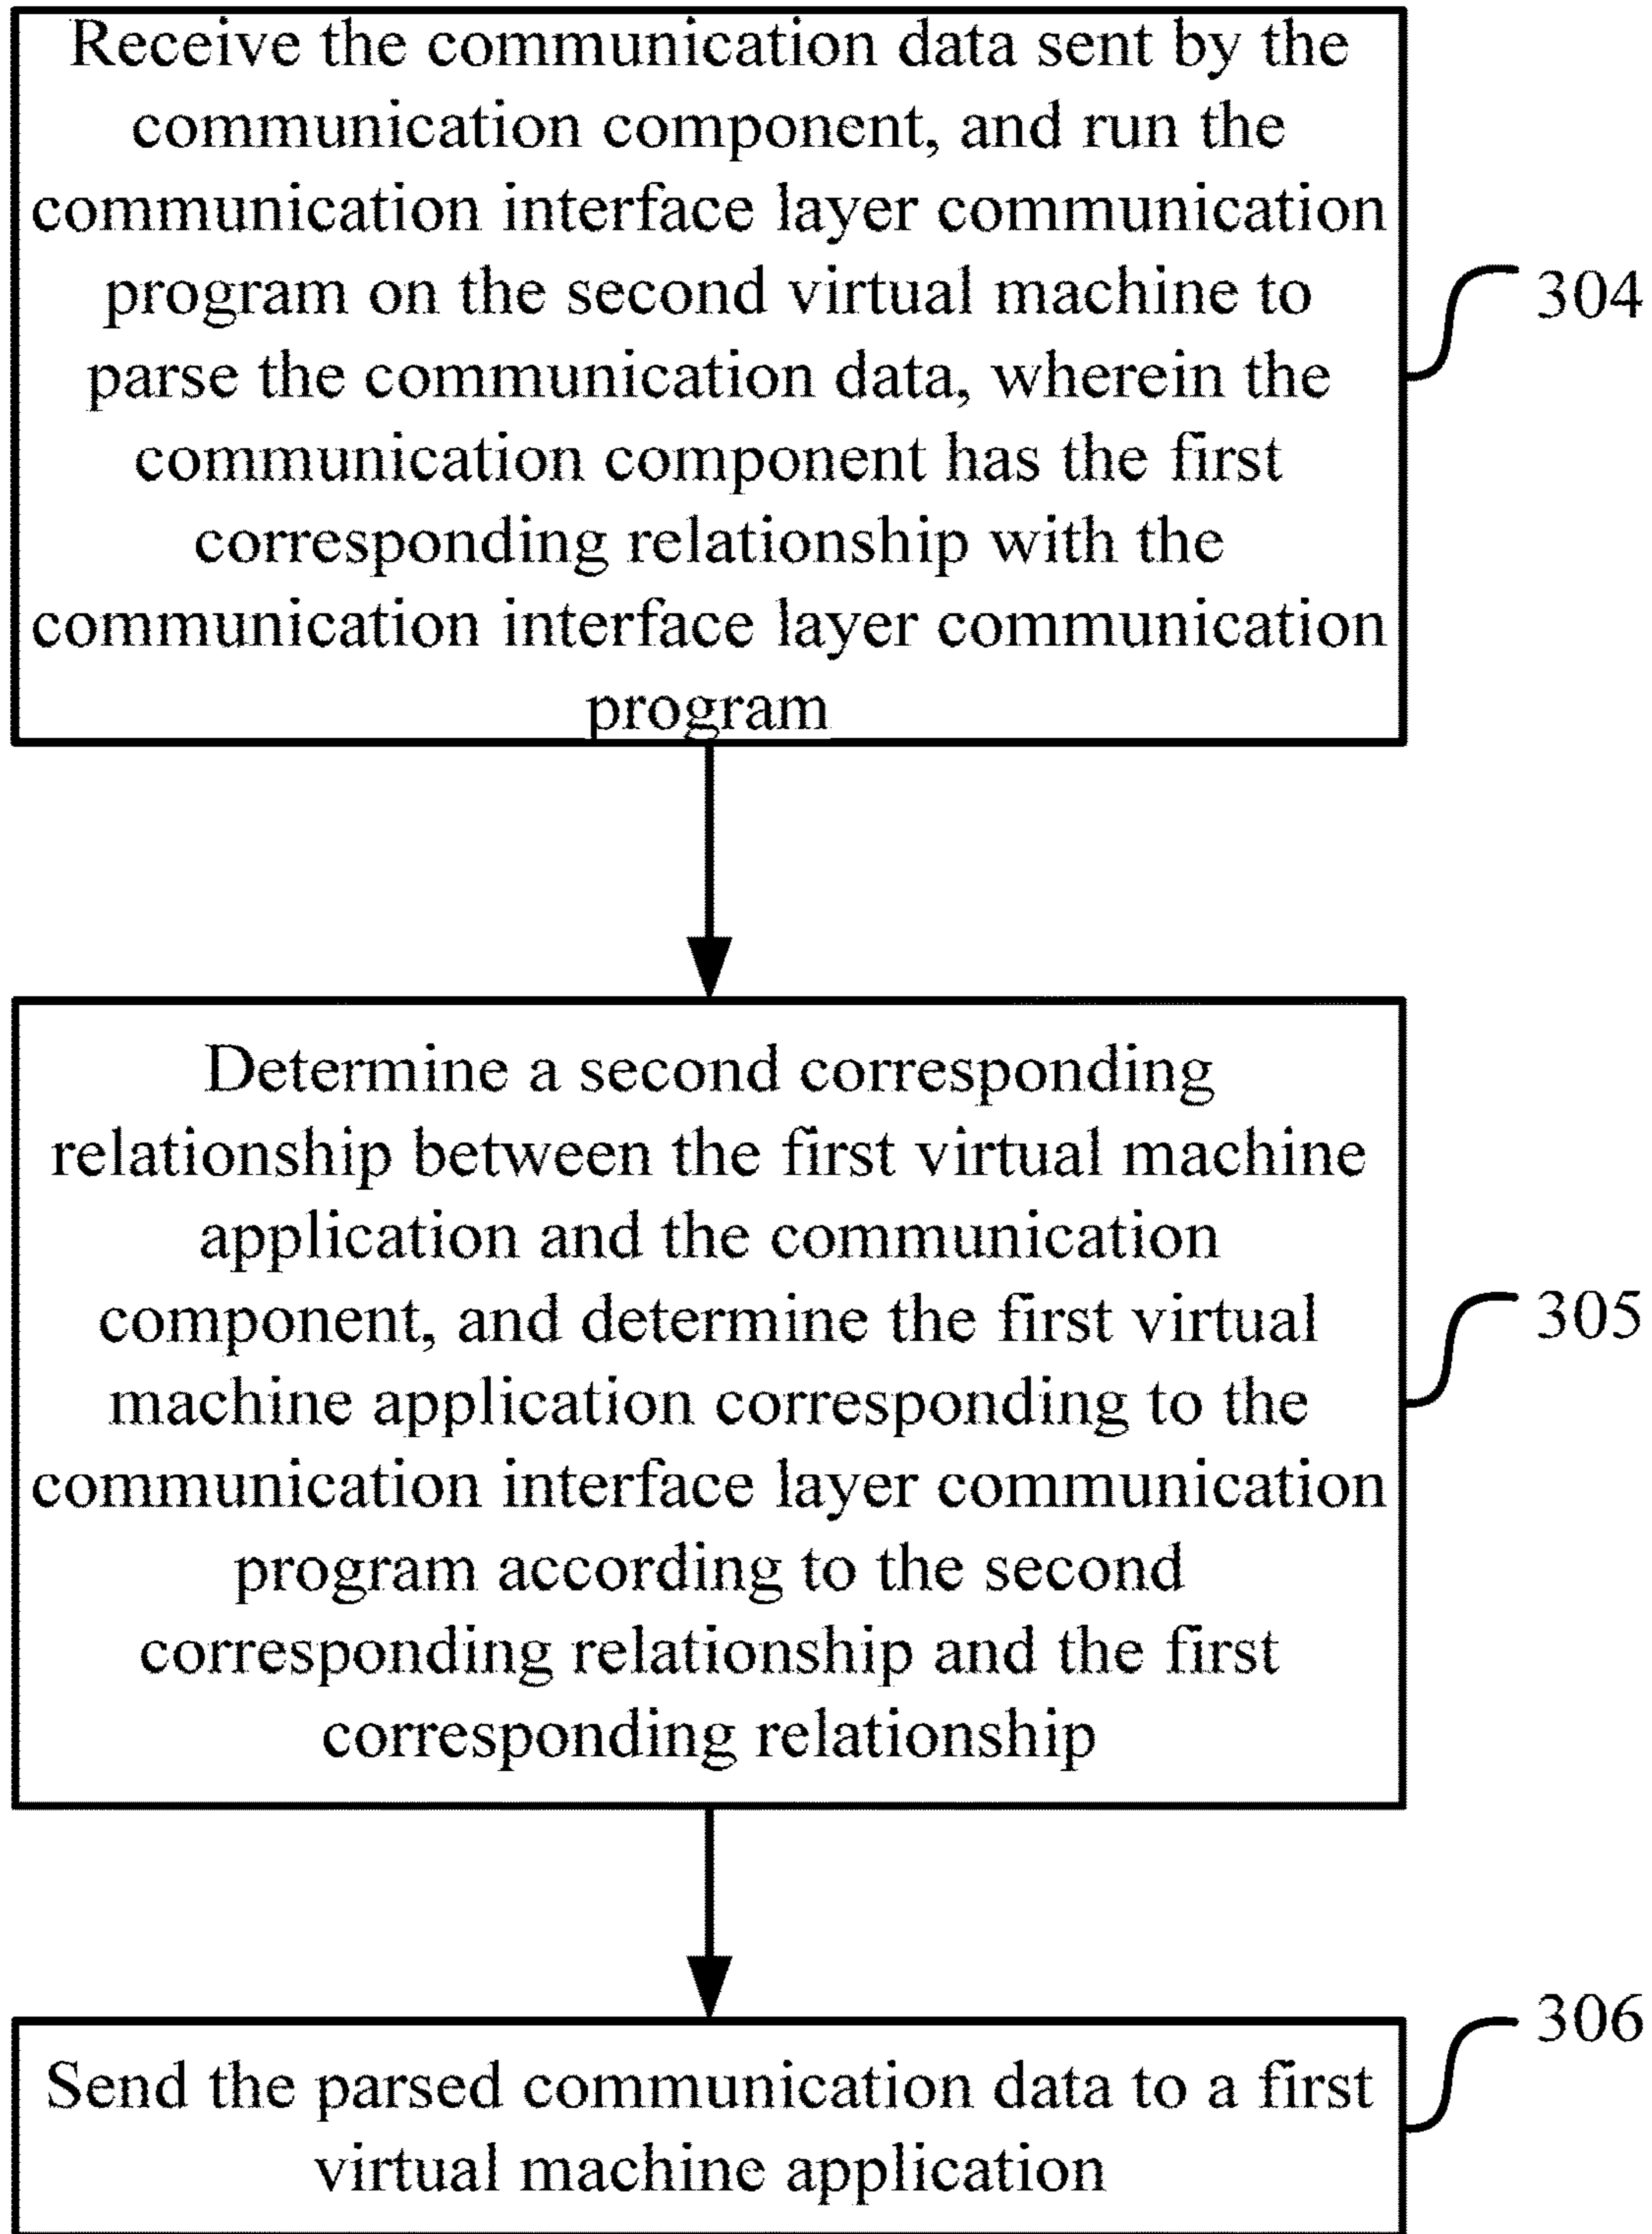 Receive the communication data sent by the
communication component, and run the
communication interface layer communication
program on the second virtual machine to
parse the communication data, wherein the
communication component has the first
corresponding relationship with the
communication interface layer communication
program
304
Determine a second corresponding
relationship between the first virtual machine
application and the communication
component, and determine the first virtual
machine application corresponding to the
communication interface layer communication
program according to the second
corresponding relationship and the first
corresponding relationship
305
Send the parsed communication data to a first
virtual machine application
306